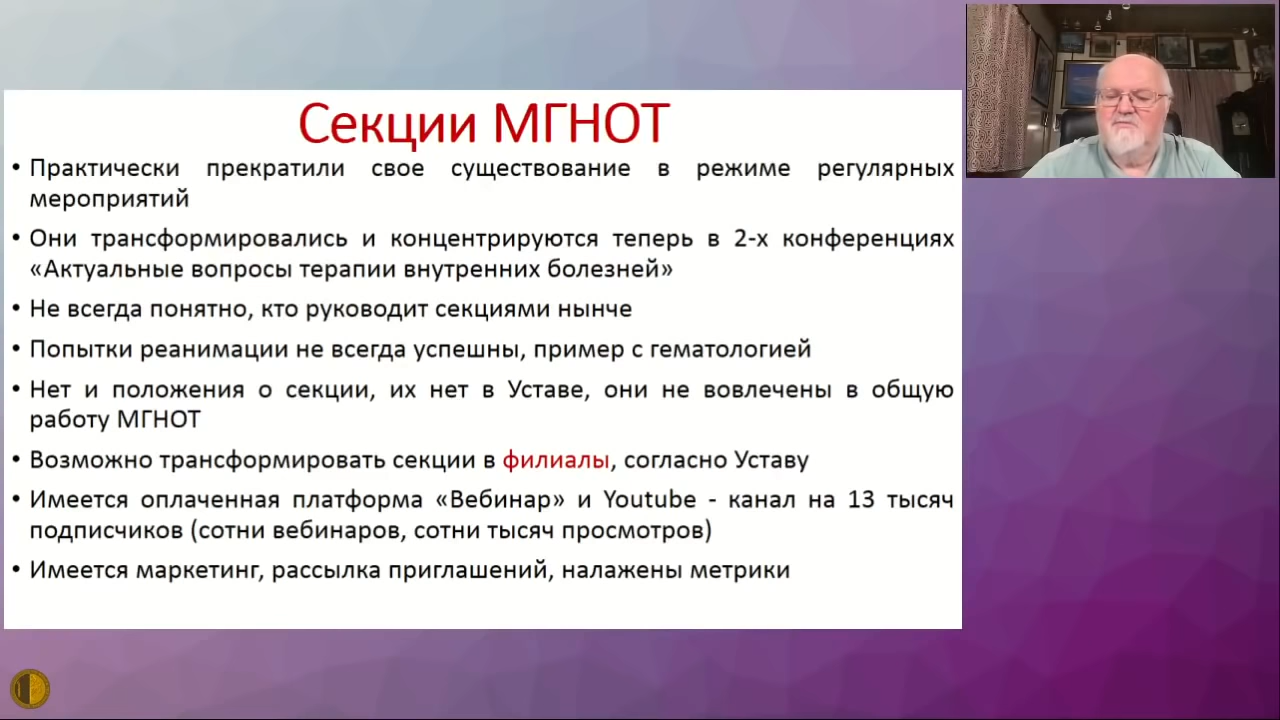 Секции МГНОТ
• Практически прекратили свое существование в режиме регулярных
мероприятий
• Они трансформировались и концентрируются теперь в 2-х конференциях
«Актуальные вопросы терапии внутренних болезней»
• Не всегда понятно, кто руководит секциями нынче
• Попытки реанимации не всегда успешны, пример с гематологией
• Нет и положения о секции, их нет в Уставе, они не вовлечены в общую
работу МГНОТ
• Возможно трансформировать секции в филиалы, согласно Уставу
• Имеется оплаченная платформа «Вебинар» и Youtube - канал на 13 тысяч
подписчиков (сотни вебинаров, сотни тысяч просмотров)
• Имеется маркетинг, рассылка приглашений, налажены метрики